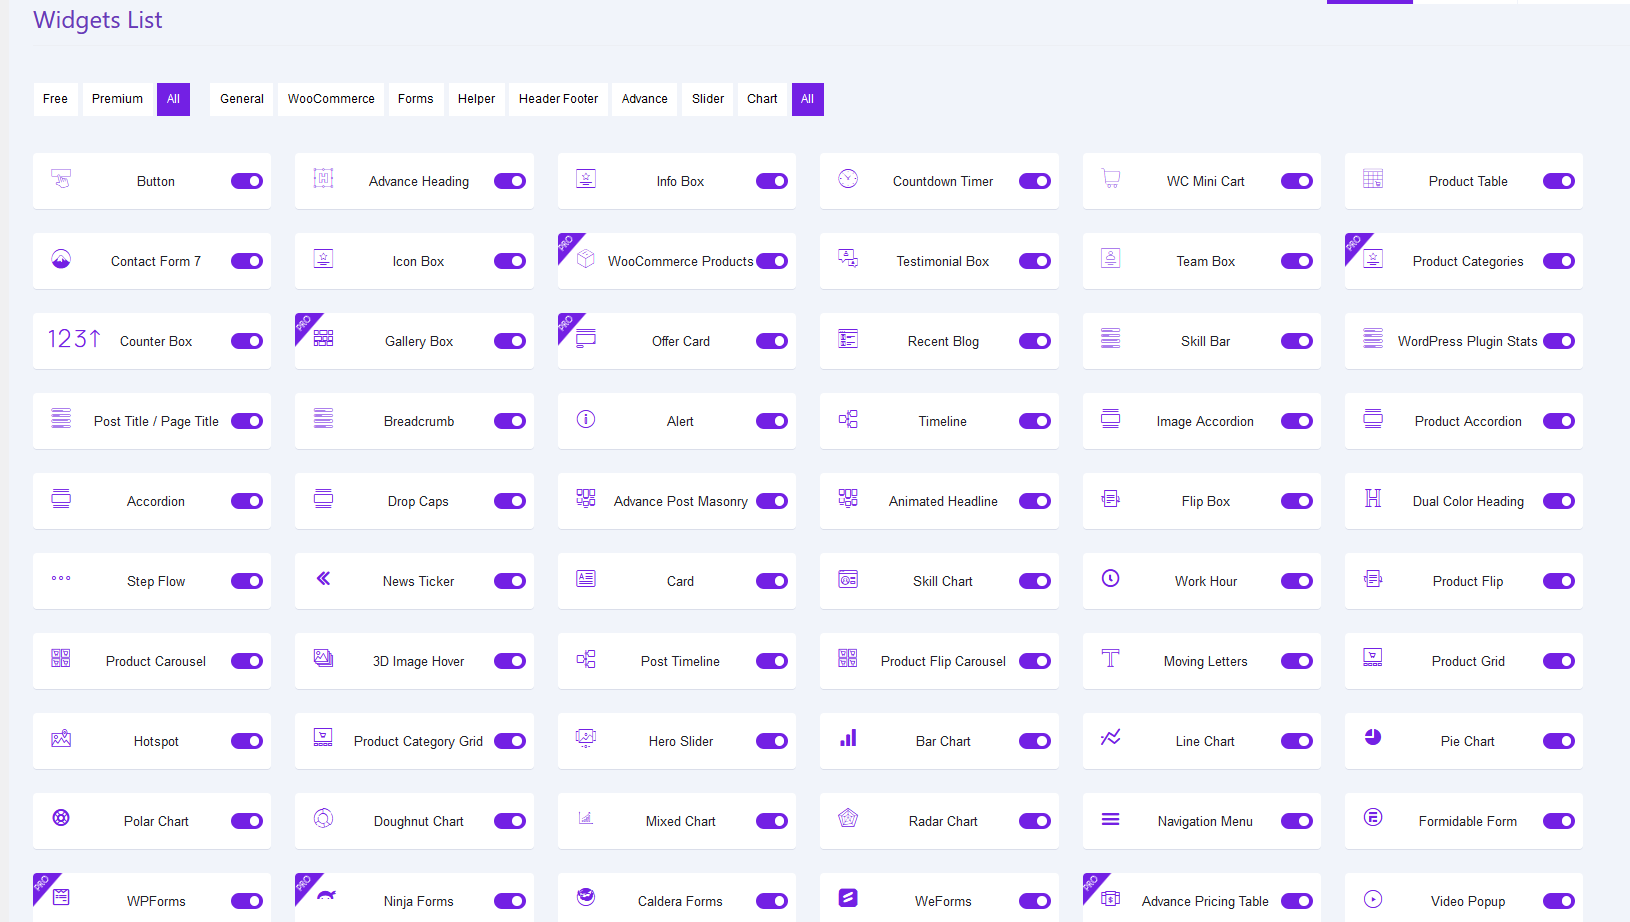 Widgets List
Free Premium All General WooCommerce Forms Helper Header Footer Advance Slider Chart All
Button Advance Heading Info Box Countdown Timer WC Mini Cart Product Table
Contact Form 7 Icon Box PRO WooCommerce Products Testimonial Box Team Box PRO Product Categories
123↑ Counter Box PRO Gallery Box PRO Offer Card Recent Blog Skill Bar WordPress Plugin Stats
Post Title / Page Title Breadcrumb Alert Timeline Image Accordion Product Accordion
Accordion Drop Caps Advance Post Masonry Animated Headline Flip Box Dual Color Heading
Step Flow News Ticker Card Skill Chart Work Hour Product Flip
Product Carousel 3D Image Hover Post Timeline Product Flip Carousel Moving Letters Product Grid
Hotspot Product Category Grid Hero Slider Bar Chart Line Chart Pie Chart
Polar Chart Doughnut Chart Mixed Chart Radar Chart Navigation Menu Formidable Form
PRO WPForms PRO Ninja Forms Caldera Forms WeForms PRO Advance Pricing Table Video Popup